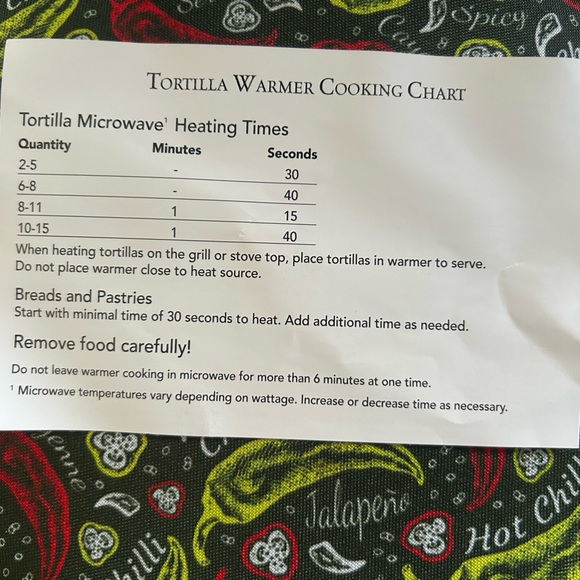 Spicy
TORTILLA WARMER COOKING CHART
Tortilla Microwave¹ Heating Times
Quantity Minutes Seconds
2-5 - 30
6-8 - 40
8-11 1 15
10-15 1 40
When heating tortillas on the grill or stove top, place tortillas in warmer to serve.
Do not place warmer close to heat source.
Breads and Pastries
Start with minimal time of 30 seconds to heat. Add additional time as needed.
Remove food carefully!
Do not leave warmer cooking in microwave for more than 6 minutes at one time.
¹ Microwave temperatures vary depending on wattage. Increase or decrease time as necessary.
Jalapeño
Hot Chili